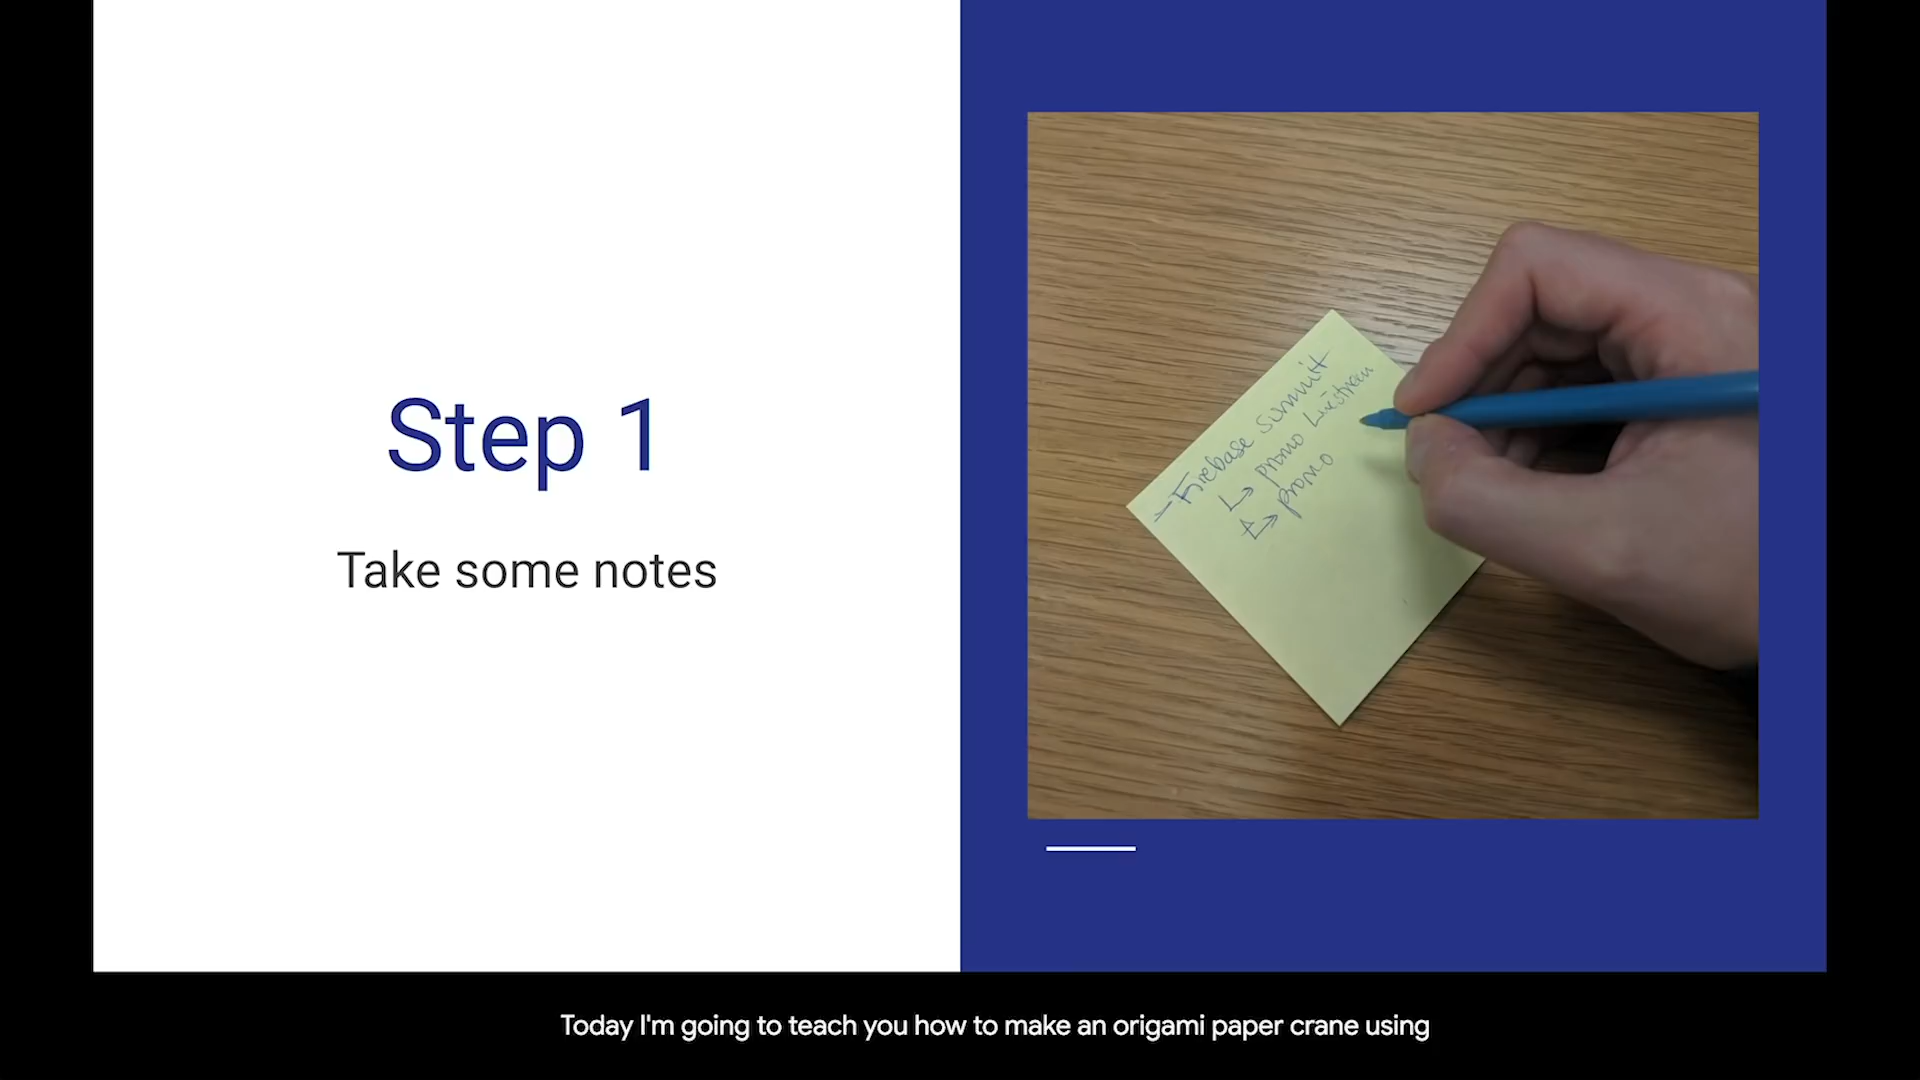 Step 1
Take some notes
- Firebase summit
↳ promo Livestream
↳ promo
Today I'm going to teach you how to make an origami paper crane using